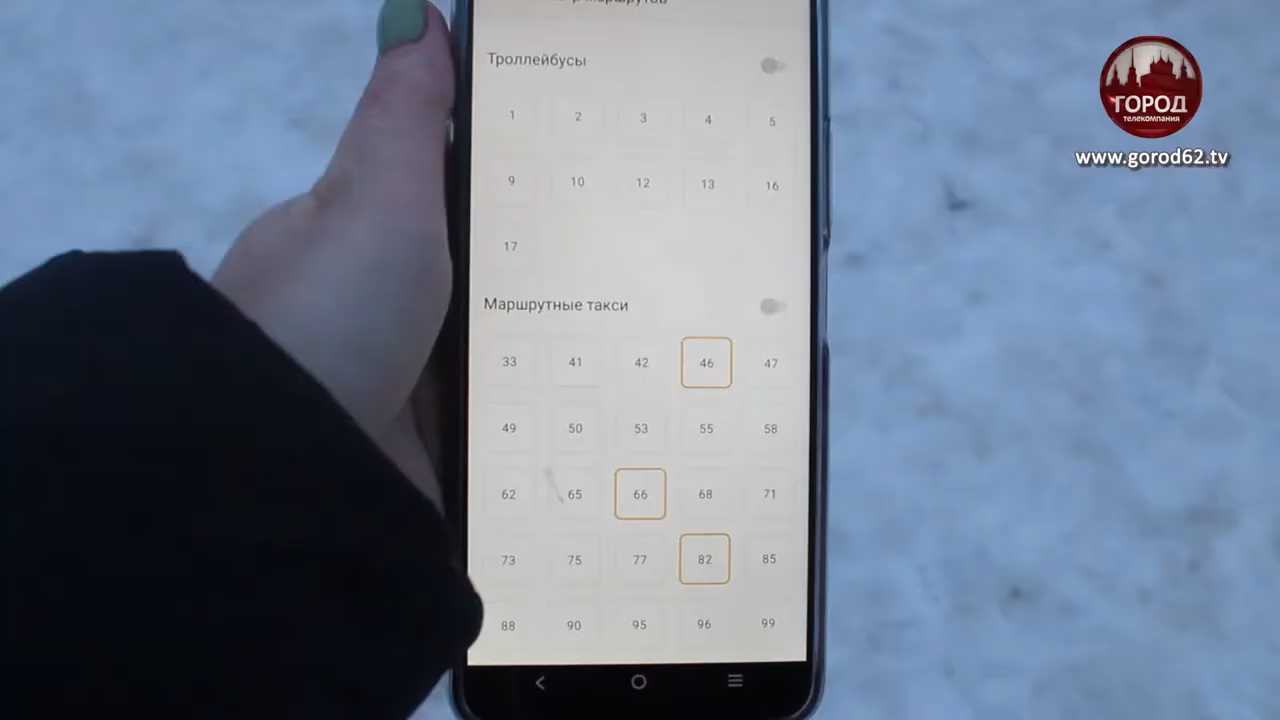 маршрутов
Троллейбусы
1 2 3 4 5
9 10 12 13 16
17
Маршрутные такси
33 41 42 46 47
49 50 53 55 58
62 65 66 68 71
73 75 77 82 85
88 90 95 96 99
ГОРОД
телекомпания
www.gorod62.tv